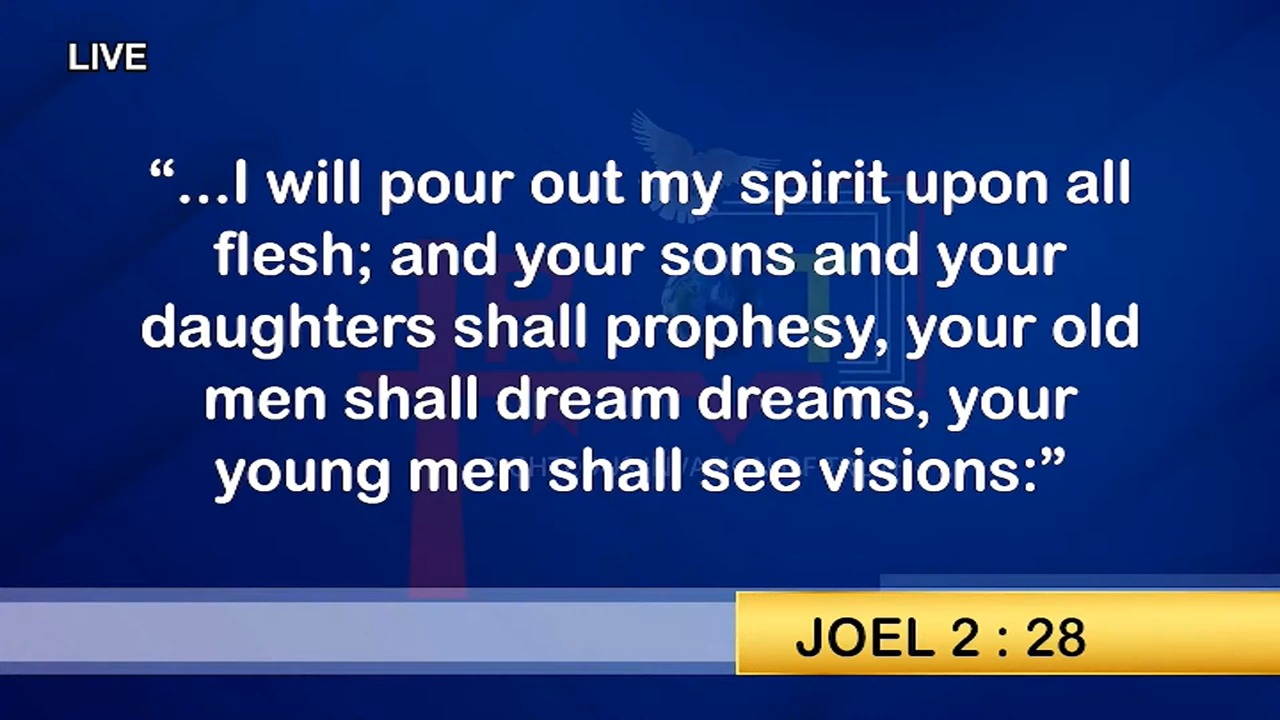 LIVE
“...I will pour out my spirit upon all
flesh; and your sons and your
daughters shall prophesy, your old
men shall dream dreams, your
young men shall see visions:”
JOEL 2 : 28